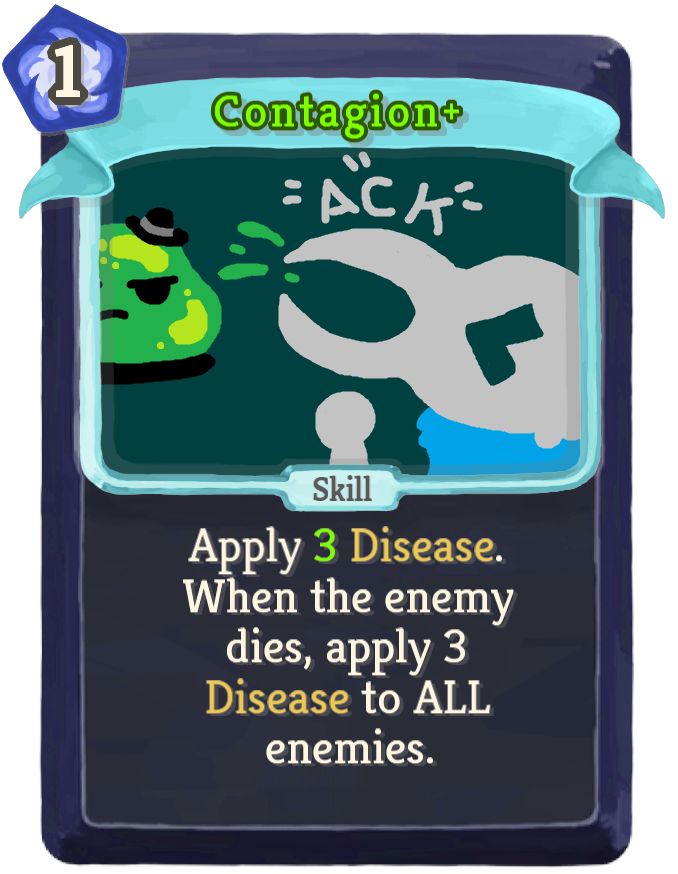 1
Contagion+
= ACK =
Skill
Apply 3 Disease.
When the enemy
dies, apply 3
Disease to ALL
enemies.